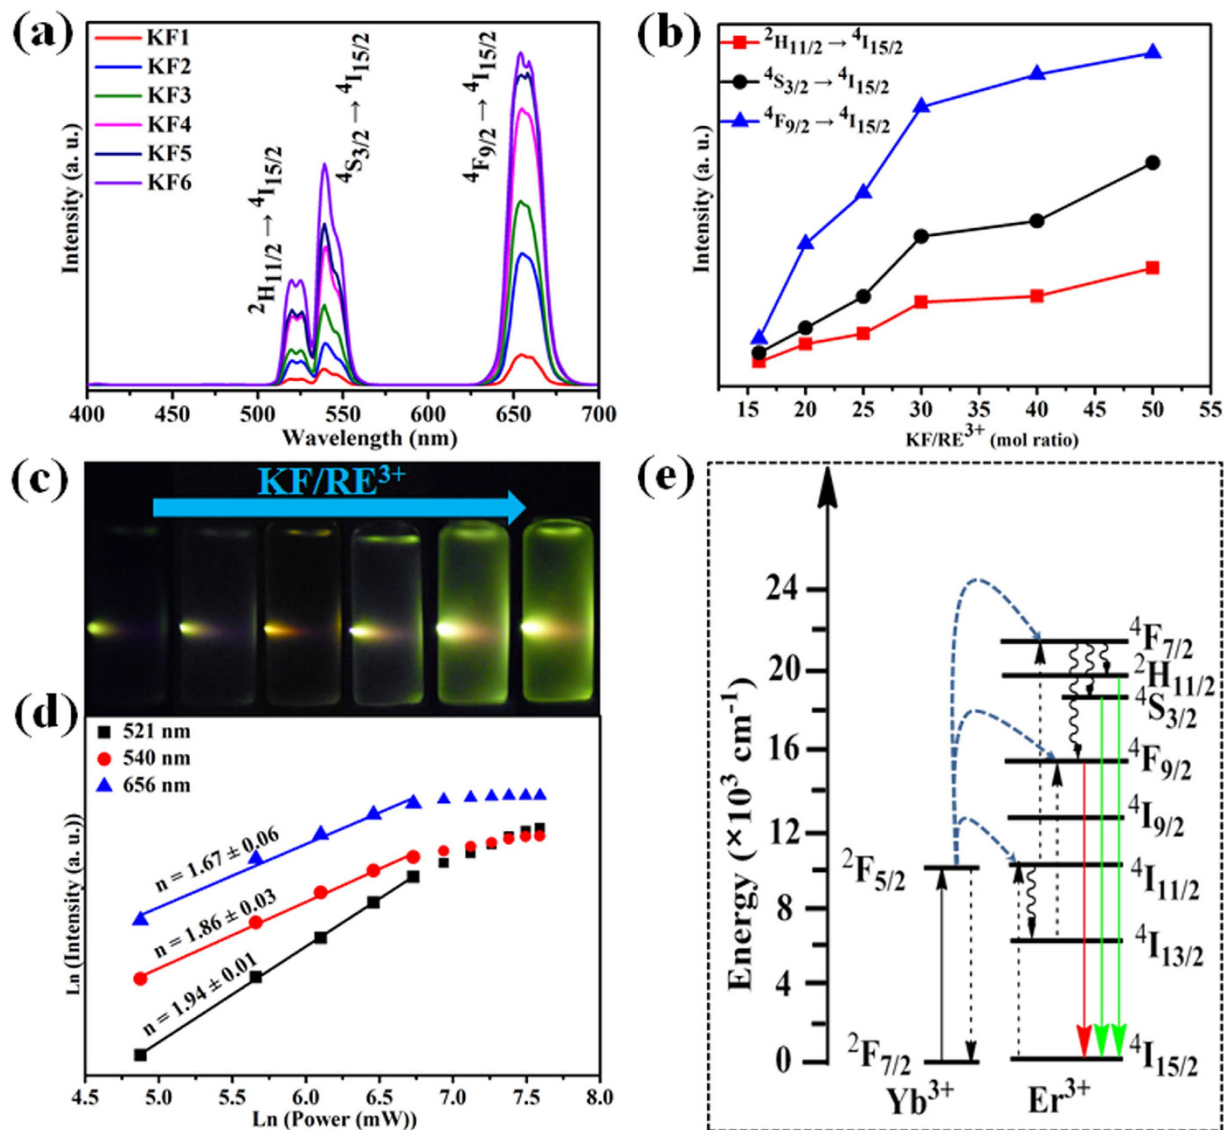 (a)
KF1
KF2
KF3
KF4
KF5
KF6
²H₁₁/₂ → ⁴I₁₅/₂
⁴S₃/₂ → ⁴I₁₅/₂
⁴F₉/₂ → ⁴I₁₅/₂
Intensity (a. u.)
400 450 500 550 600 650 700
Wavelength (nm)
(b)
²H₁₁/₂ → ⁴I₁₅/₂
⁴S₃/₂ → ⁴I₁₅/₂
⁴F₉/₂ → ⁴I₁₅/₂
Intensity (a. u.)
15 20 25 30 35 40 45 50 55
KF/RE³⁺ (mol ratio)
(c)
KF/RE³⁺
(d)
521 nm
540 nm
656 nm
n = 1.67 ± 0.06
n = 1.86 ± 0.03
n = 1.94 ± 0.01
Ln (Intensity (a. u.))
4.5 5.0 5.5 6.0 6.5 7.0 7.5 8.0
Ln (Power (mW))
(e)
Energy (×10³ cm⁻¹)
24
20
16
12
8
4
0
²F₅/₂
²F₇/₂
Yb³⁺
⁴F₇/₂
²H₁₁/₂
⁴S₃/₂
⁴F₉/₂
⁴I₉/₂
⁴I₁₁/₂
⁴I₁₃/₂
⁴I₁₅/₂
Er³⁺